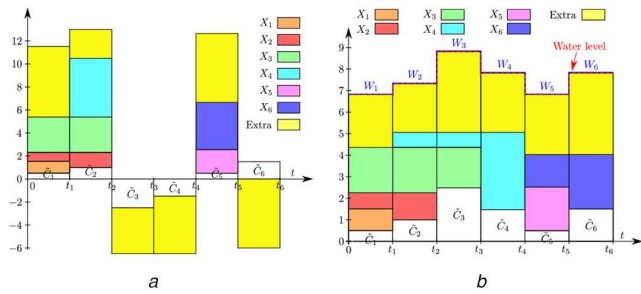 X₁
X₂
X₃
X₄
X₅
X₆
Extra
12
10
8
6
4
2
0
−2
−4
−6
C̃₁
C̃₂
C̃₃
C̃₄
C̃₅
C̃₆
0 t₁ t₂ t₃ t₄ t₅ t₆ t
a
X₁ X₃ X₅ Extra
X₂ X₄ X₆
Water level
W₁ W₂ W₃ W₄ W₅ W₆
9
8
7
6
5
4
3
2
1
0
C̃₁ C̃₂ C̃₃ C̃₄ C̃₅ C̃₆
0 t₁ t₂ t₃ t₄ t₅ t₆ t
b